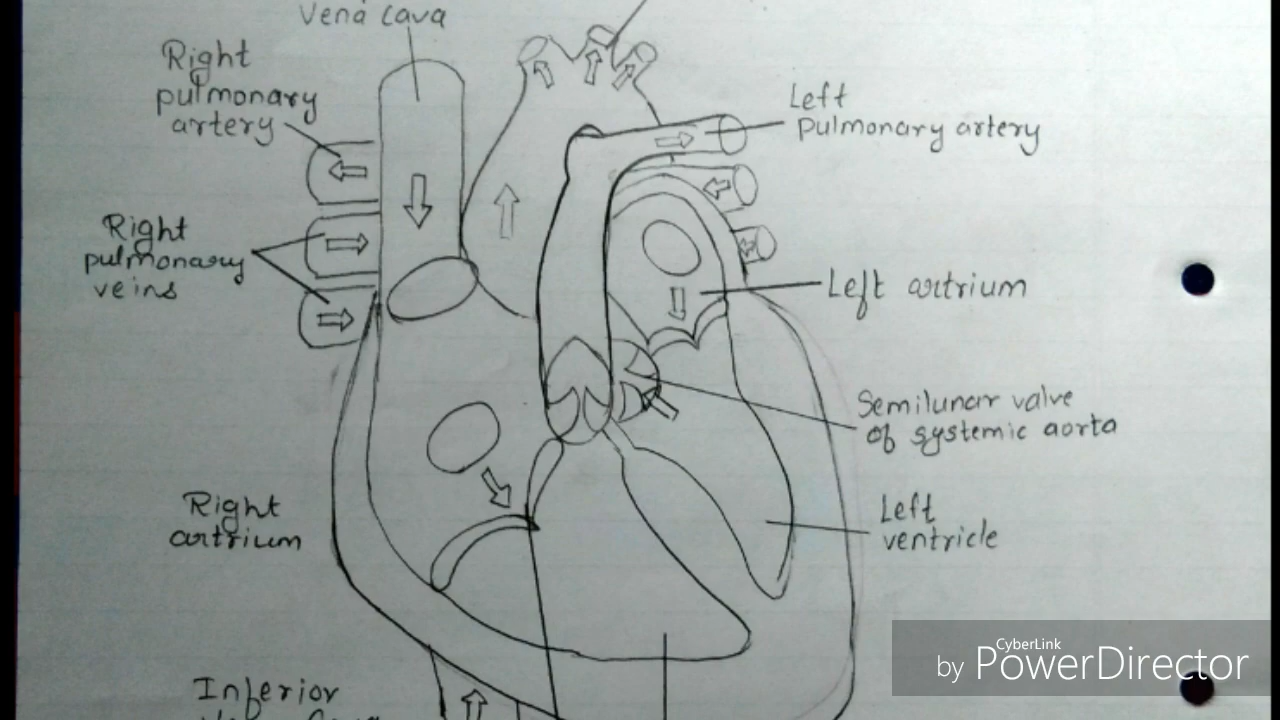 Vena cava
Right
pulmonary
artery
Left
pulmonary artery
Right
pulmonary
veins
Left artrium
Semilunar valve
of systemic aorta
Right
artrium
Left
ventricle
Inferior
CyberLink
by PowerDirector